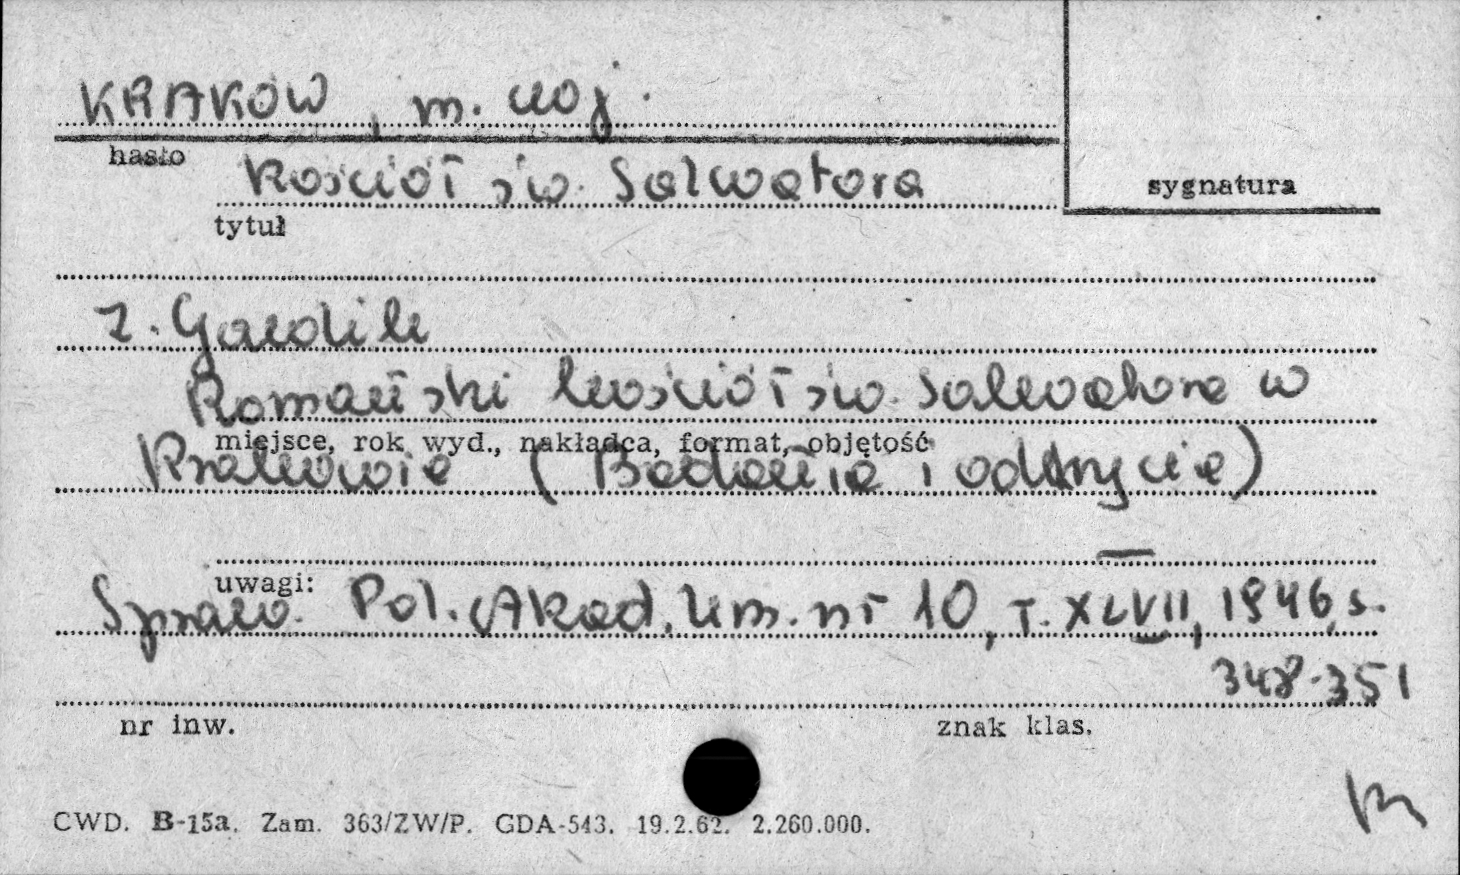 KRAKÓW, m. woj.
hasło
Kościół św. Salwatora
sygnatura
tytuł
J. Gawlik
Romański kościół św. Salwatora w
miejsce, rok wyd., nakładca, format, objętość
Krakowie (Badania i odkrycie)
uwagi:
Spraw. Pol. Akad. Um. nr 10, T. XLVII, 1946, s.
348-351
nr inw.
znak klas.
CWD. B-15a. Zam. 363/ZW/P. GDA-543. 19.2.62. 2.260.000.